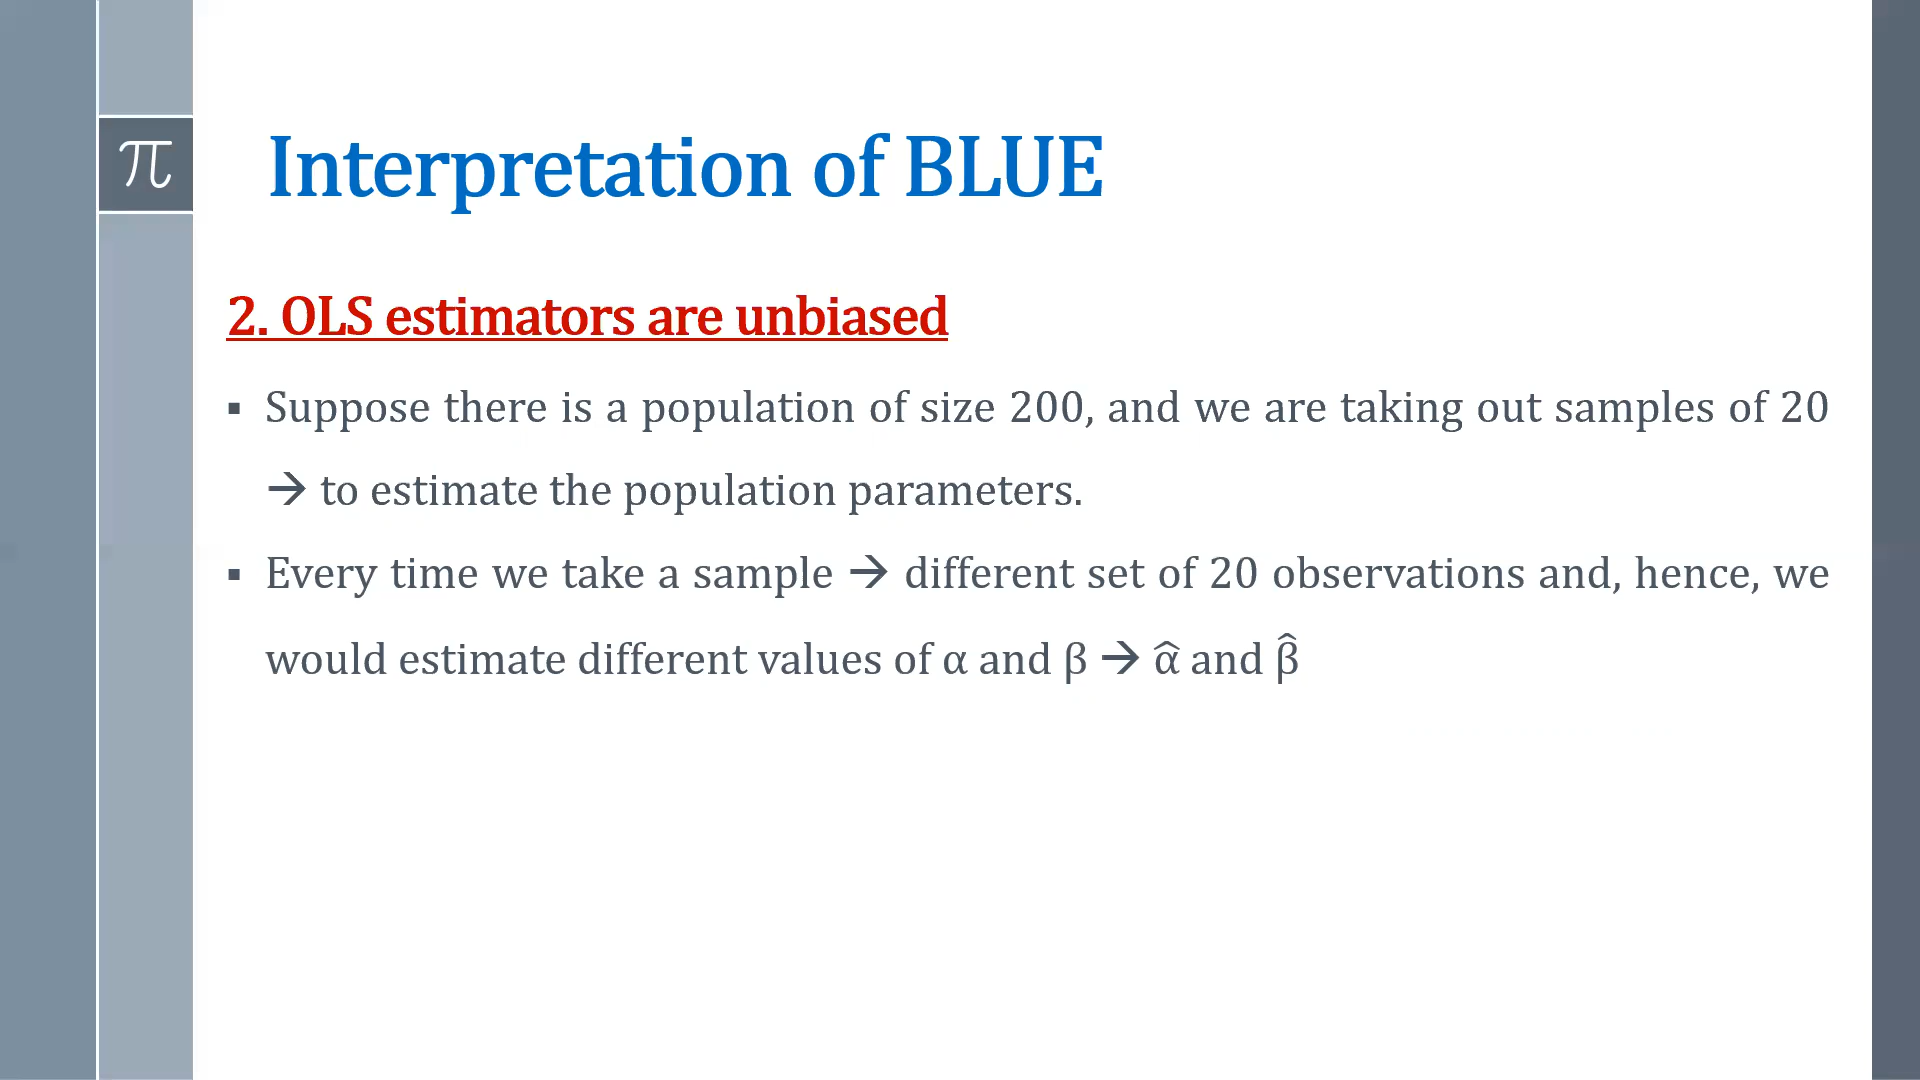 π
Interpretation of BLUE
2. OLS estimators are unbiased
▪ Suppose there is a population of size 200, and we are taking out samples of 20
→ to estimate the population parameters.
▪ Every time we take a sample → different set of 20 observations and, hence, we
would estimate different values of α and β → α̂ and β̂